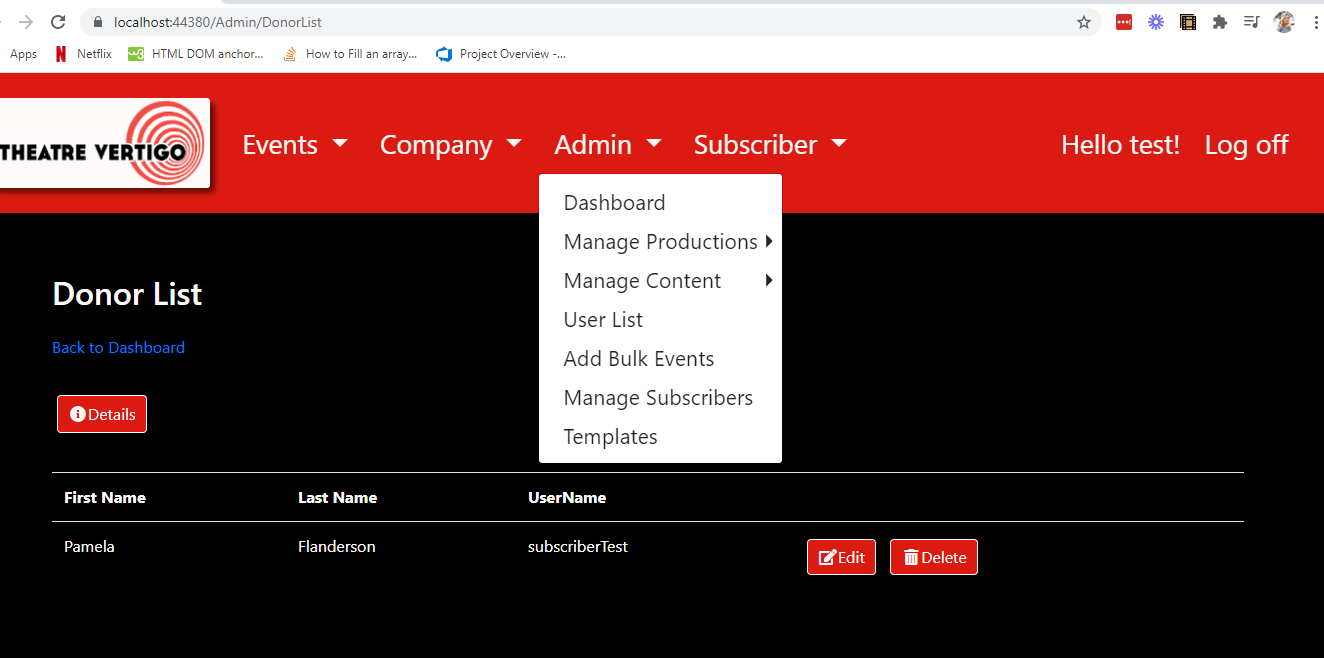 localhost:44380/Admin/DonorList
Apps Netflix HTML DOM anchor... How to Fill an array... Project Overview -...
THEATRE VERTIGO Events Company Admin Subscriber Hello test! Log off
Dashboard
Manage Productions
Manage Content
User List
Add Bulk Events
Manage Subscribers
Templates
Donor List
Back to Dashboard
Details
First Name Last Name UserName
Pamela Flanderson subscriberTest Edit Delete